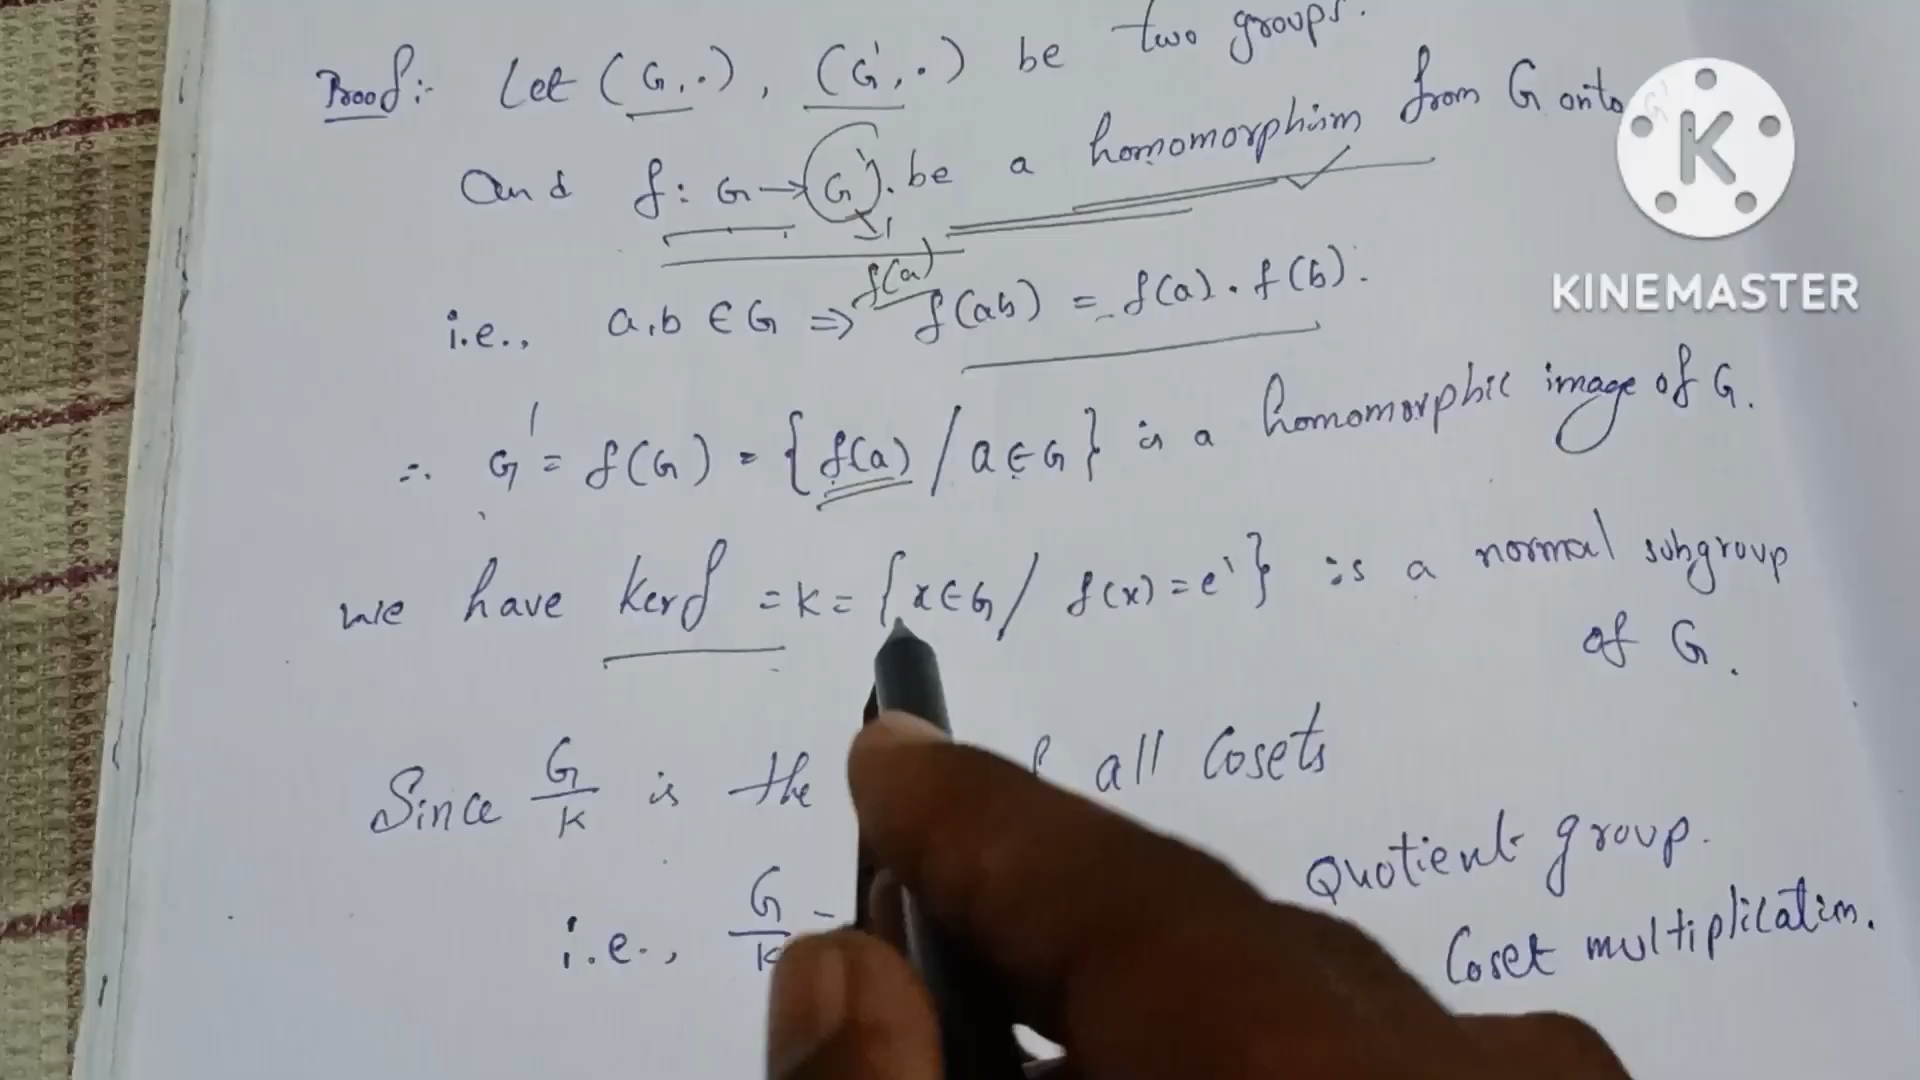 Proof:- Let (G, .), (G', .) be two groups.
And f: G → G'. be a homomorphism from G onto G'
f(a)
i.e., a,b ∈ G ⇒ f(ab) = f(a) . f(b).
∴ G' = f(G) = {f(a) / a ∈ G} is a homomorphic image of G.
we have kerf = K = {x ∈ G / f(x) = e'} is a normal subgroup
of G.
Since G/K is the all Cosets
Quotient group.
i.e., G/K =
Coset multiplication.
K
KINEMASTER